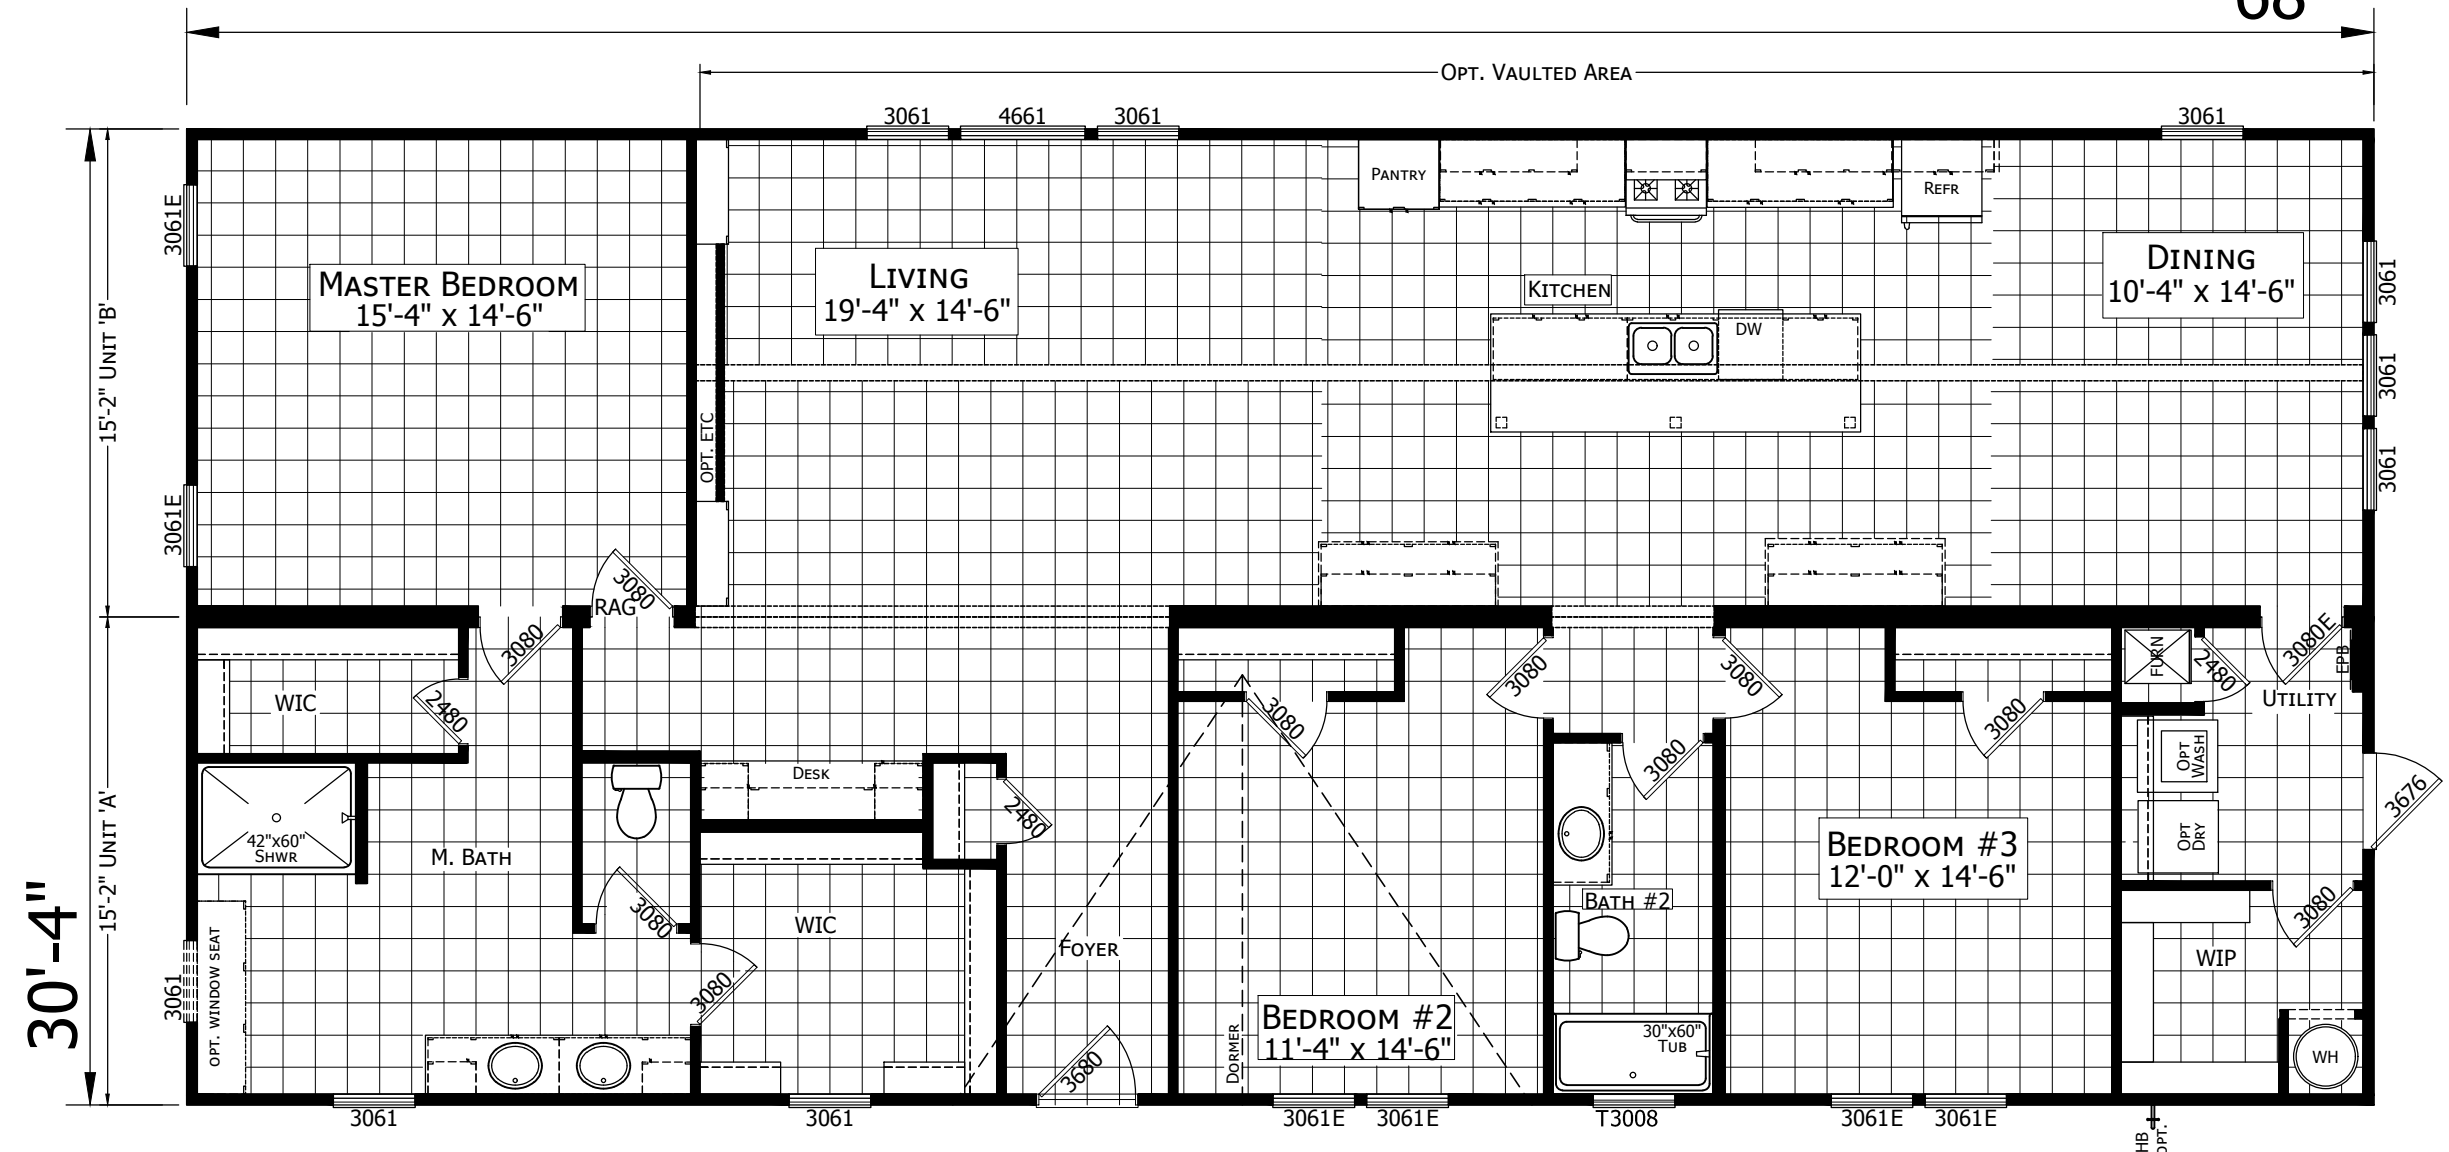 68
OPT. VAULTED AREA
3061
4661
3061
3061
3061E
3061E
15'-2" UNIT 'B'
15'-2" UNIT 'A'
30'-4"
MASTER BEDROOM
15'-4" x 14'-6"
LIVING
19'-4" x 14'-6"
OPT. ETC
PANTRY
REFR
KITCHEN
DW
DINING
10'-4" x 14'-6"
3061
3061
3061
3080
RAG
3080
WIC
2480
42"x60"
SHWR
M. BATH
3080
DESK
2480
WIC
3080
OPT. WINDOW SEAT
3061
FOYER
3680
DORMER
3080
BEDROOM #2
11'-4" x 14'-6"
3080
3080
3080
BATH #2
30"x60"
TUB
BEDROOM #3
12'-0" x 14'-6"
3080
FURN
2480
3080E
EPB
UTILITY
OPT
WASH
OPT
DRY
3676
3080
WIP
WH
3061
3061
3061E
3061E
T3008
3061E
3061E
HB
OPT.